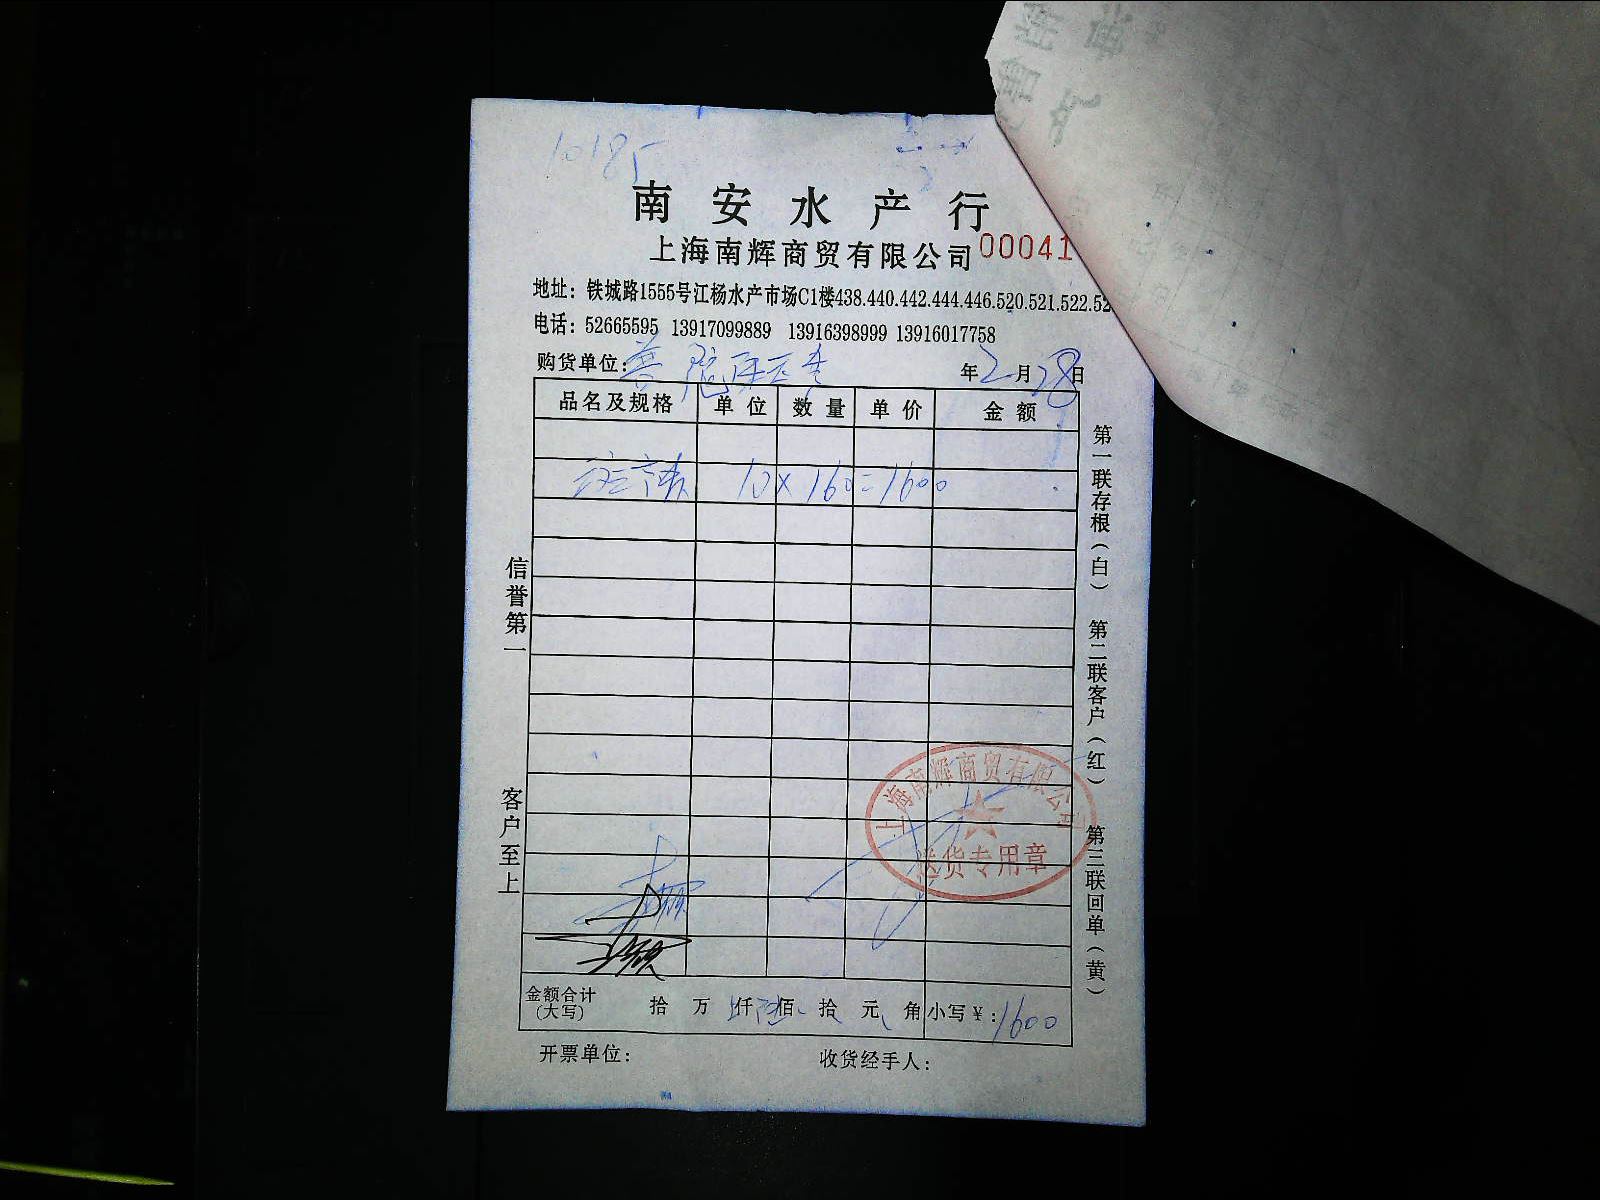 10195
南安水产行
上海南辉商贸有限公司 00041
地址：铁城路1555号江杨水产市场C1楼438.440.442.444.446.520.521.522.52
电话：52665595 13917099889 13916398999 13916017758
购货单位：普陀 年2月28日
品名及规格 单位 数量 单价 金额
10×160=1600
信誉第一
客户至上
第一联存根（白）
第二联客户（红）
第三联回单（黄）
上海南辉商贸有限公司
送货专用章
金额合计（大写） 拾 万 仟 佰 拾 元 角 小写￥：1600
开票单位： 收货经手人：